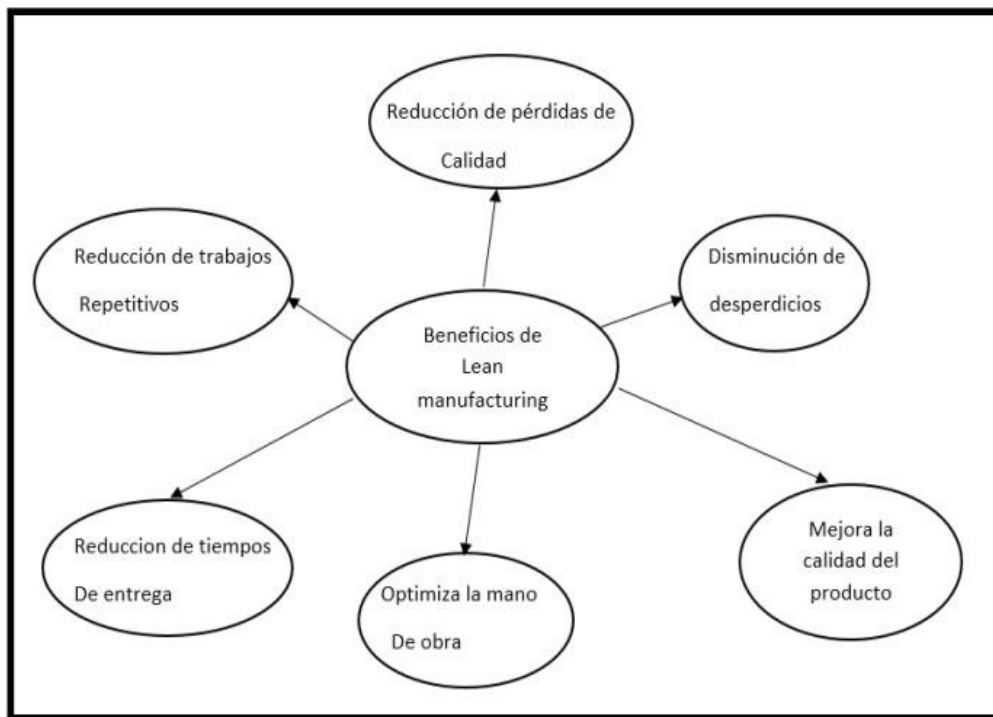 Reducción de pérdidas de
Calidad
Reducción de trabajos
Repetitivos
Disminución de
desperdicios
Beneficios de
Lean
manufacturing
Reduccion de tiempos
De entrega
Optimiza la mano
De obra
Mejora la
calidad del
producto